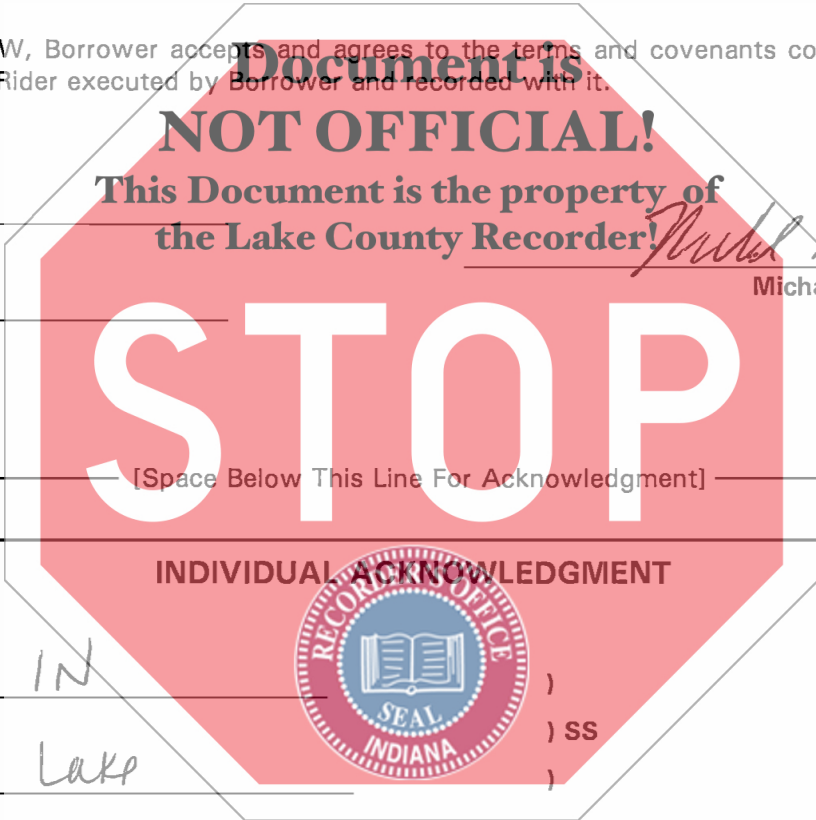 W, Borrower accepts and agrees to the terms and covenants co
Rider executed by Borrower and recorded with it.
Document is
NOT OFFICIAL!
This Document is the property of
the Lake County Recorder!
Micha
STOP
[Space Below This Line For Acknowledgment]
INDIVIDUAL ACKNOWLEDGMENT
RECORDER'S OFFICE
SEAL
INDIANA
IN )
) SS
Lake )